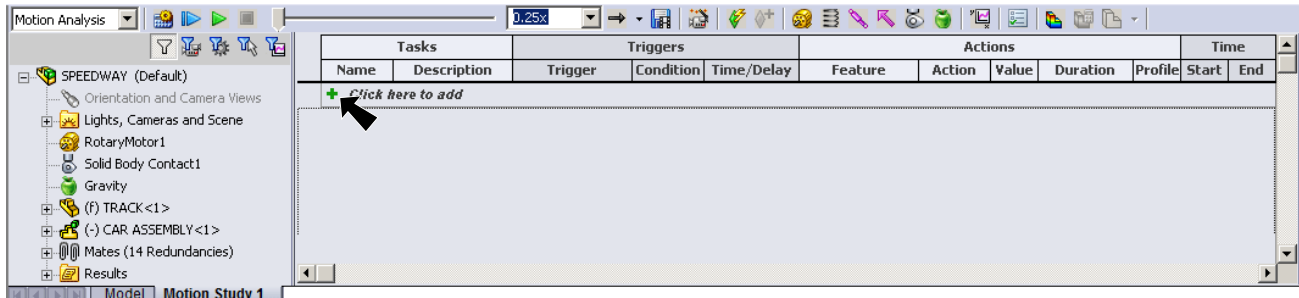 Motion Analysis 0.25x
Tasks Triggers Actions Time
Name Description Trigger Condition Time/Delay Feature Action Value Duration Profile Start End
Click here to add
SPEEDWAY (Default)
Orientation and Camera Views
Lights, Cameras and Scene
RotaryMotor1
Solid Body Contact1
Gravity
(f) TRACK<1>
(-) CAR ASSEMBLY<1>
Mates (14 Redundancies)
Results
Model Motion Study 1